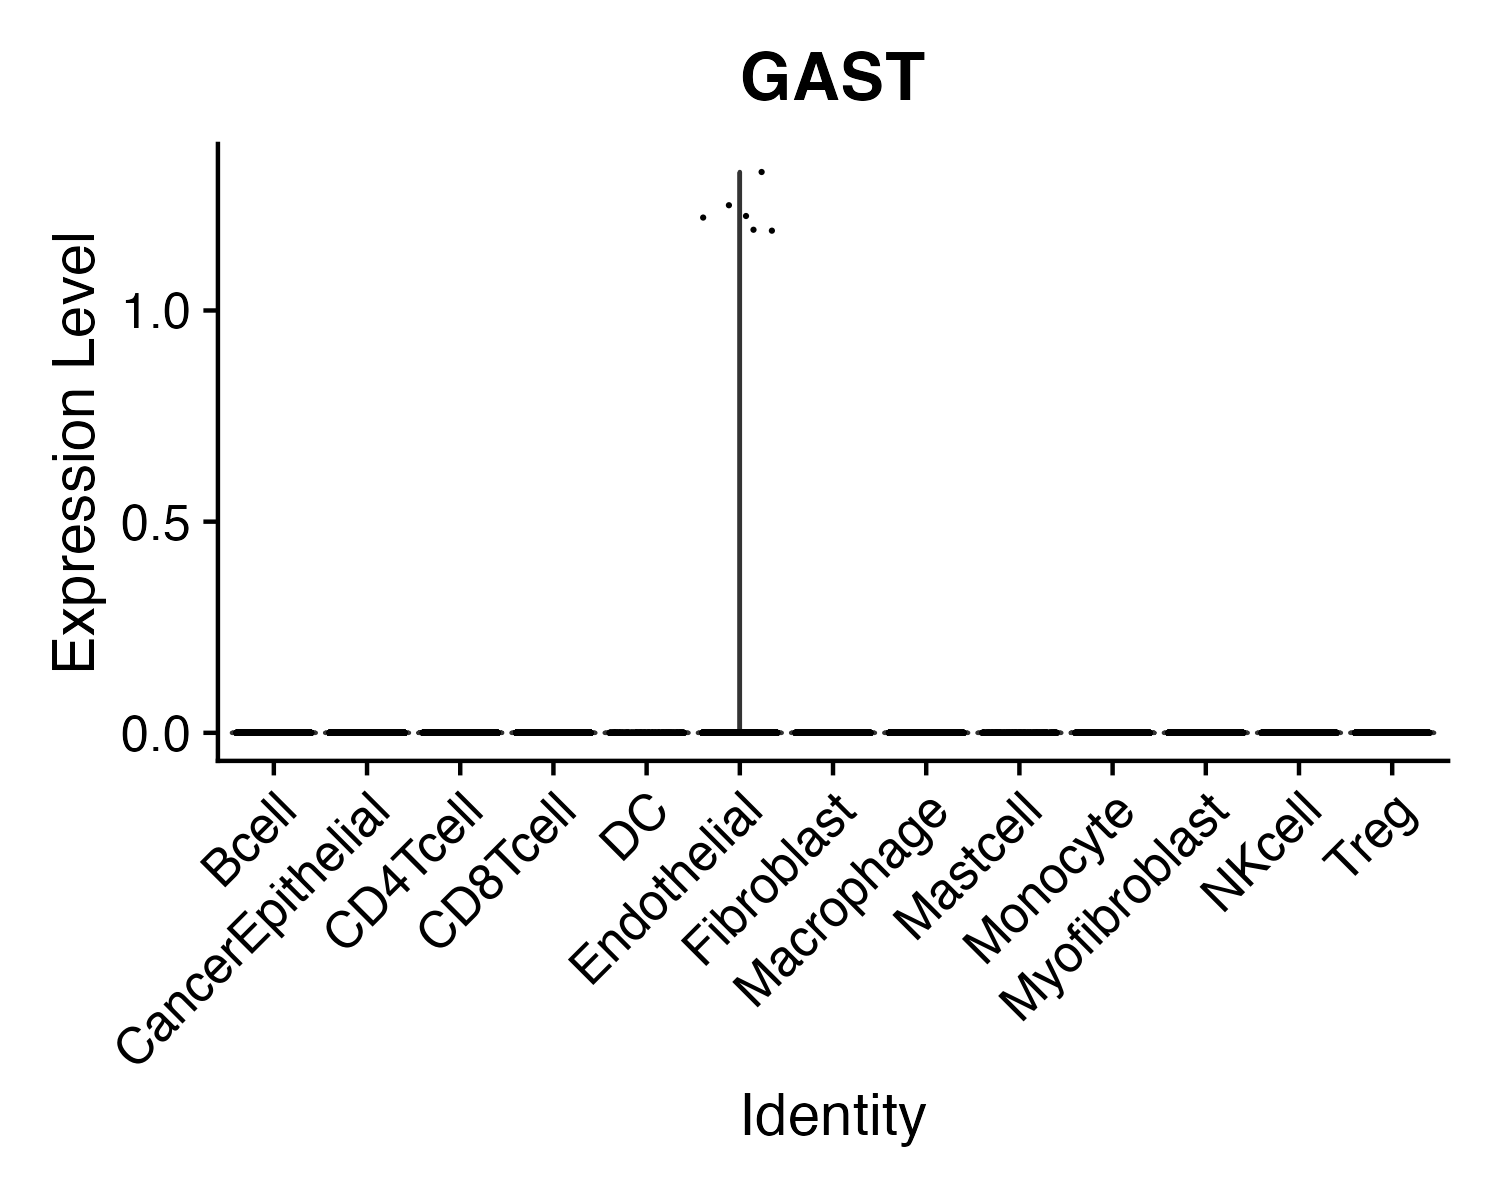 GAST
Expression Level
1.0
0.5
0.0
Bcell
CancerEpithelial
CD4Tcell
CD8Tcell
DC
Endothelial
Fibroblast
Macrophage
Mastcell
Monocyte
Myofibroblast
NKcell
Treg
Identity